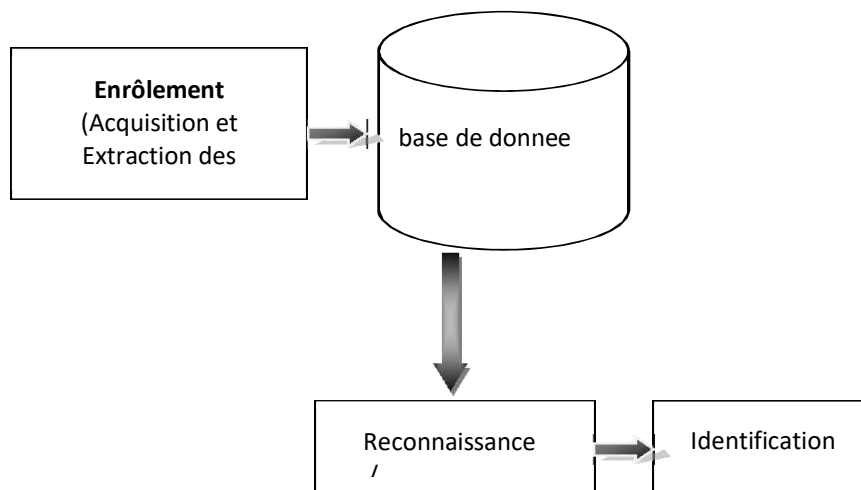 Enrôlement
(Acquisition et
Extraction des
base de donnee
Reconnaissance
Identification